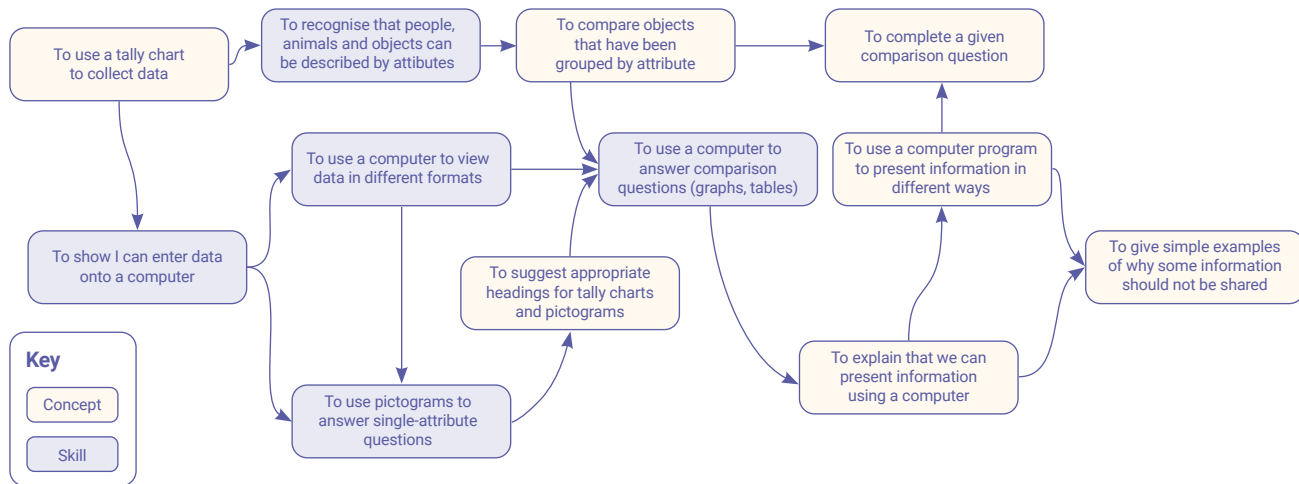 To use a tally chart
to collect data
To recognise that people,
animals and objects can
be described by attibutes
To compare objects
that have been
grouped by attribute
To complete a given
comparison question
To use a computer to view
data in different formats
To use a computer to
answer comparison
questions (graphs, tables)
To use a computer program
to present information in
different ways
To show I can enter data
onto a computer
To suggest appropriate
headings for tally charts
and pictograms
To give simple examples
of why some information
should not be shared
To use pictograms to
answer single-attribute
questions
To explain that we can
present information
using a computer
Key
Concept
Skill